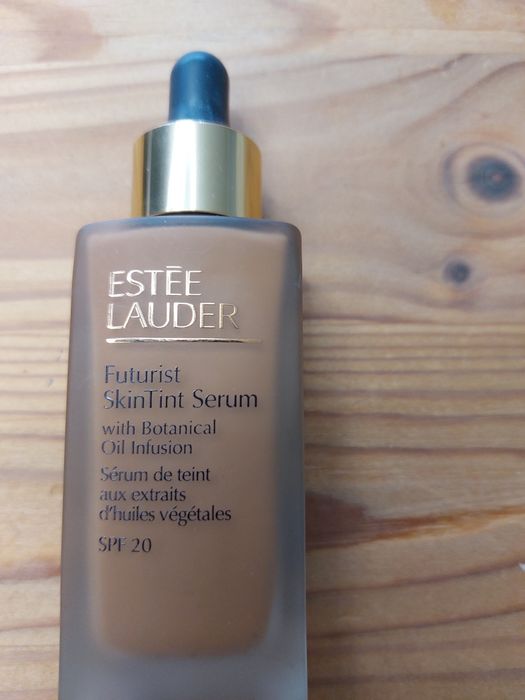 ESTĒE
LAUDER
Futurist
SkinTint Serum
with Botanical
Oil Infusion
Sérum de teint
aux extraits
d'huiles végétales
SPF 20